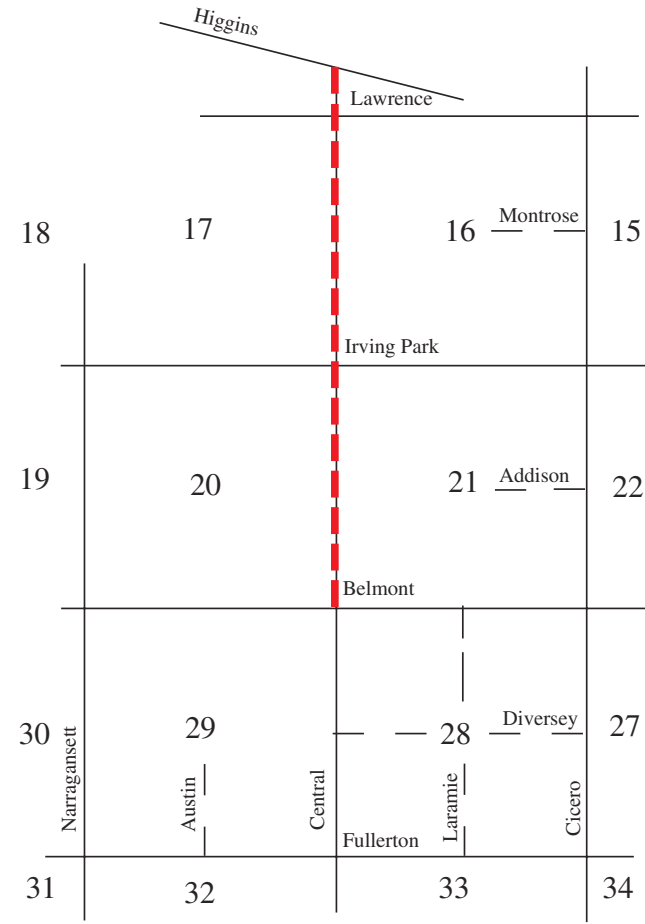 Higgins
Lawrence
18
17
16
Montrose
15
Irving Park
19
20
21
Addison
22
Belmont
30
29
28
Diversey
27
Narragansett
Austin
Central
Laramie
Cicero
Fullerton
31
32
33
34